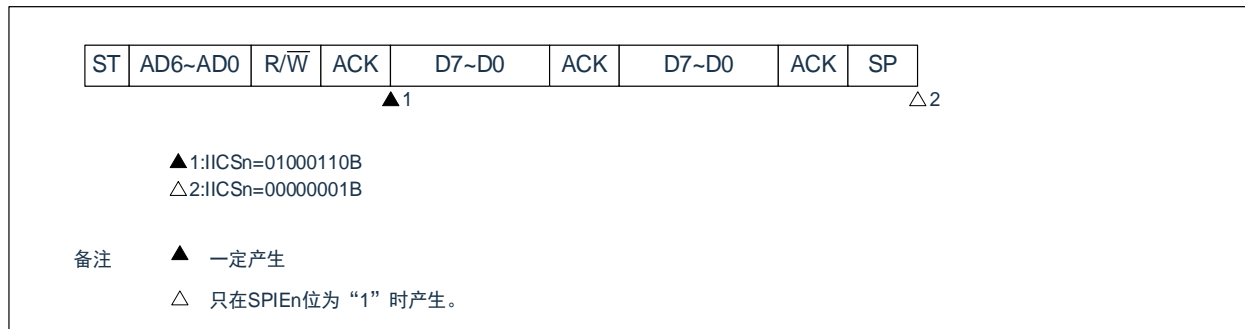 ST AD6~AD0 R/W̅ ACK D7~D0 ACK D7~D0 ACK SP
▲1 △2
▲1:IICSn=01000110B
△2:IICSn=00000001B
备注 ▲ 一定产生
△ 只在SPIEn位为“1”时产生。